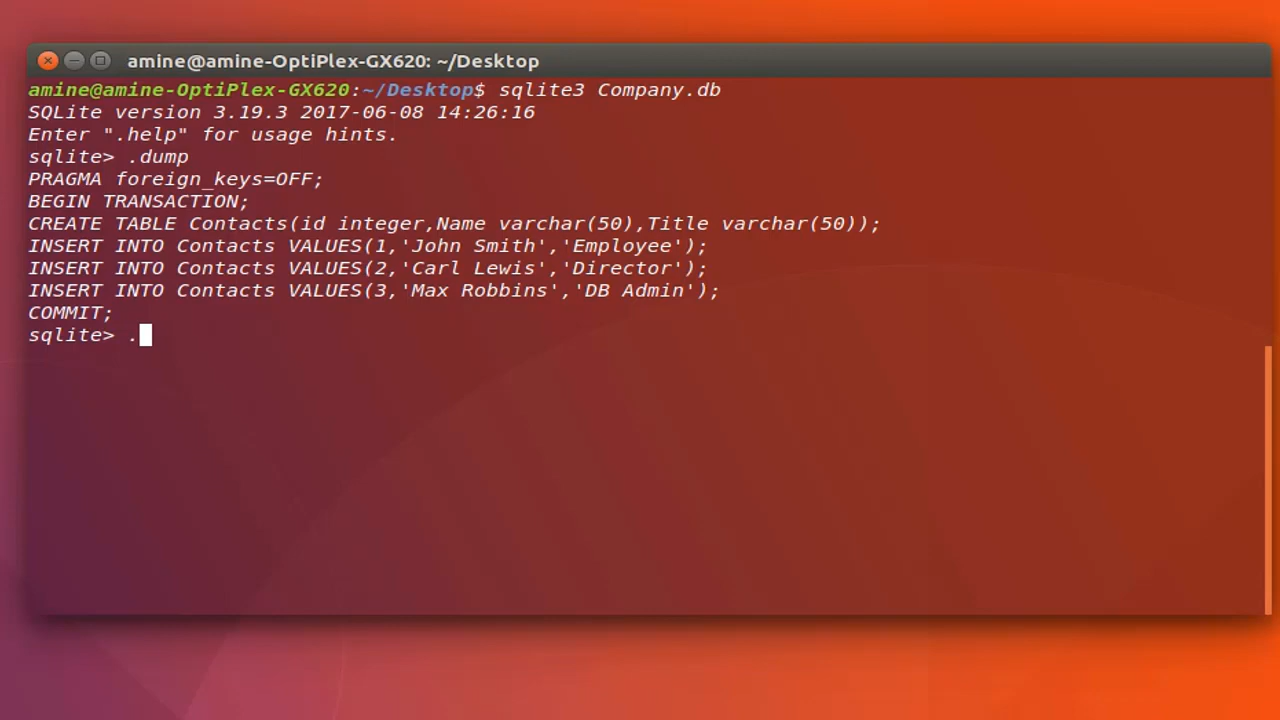 amine@amine-OptiPlex-GX620: ~/Desktop
amine@amine-OptiPlex-GX620:~/Desktop$ sqlite3 Company.db
SQLite version 3.19.3 2017-06-08 14:26:16
Enter ".help" for usage hints.
sqlite> .dump
PRAGMA foreign_keys=OFF;
BEGIN TRANSACTION;
CREATE TABLE Contacts(id integer,Name varchar(50),Title varchar(50));
INSERT INTO Contacts VALUES(1,'John Smith','Employee');
INSERT INTO Contacts VALUES(2,'Carl Lewis','Director');
INSERT INTO Contacts VALUES(3,'Max Robbins','DB Admin');
COMMIT;
sqlite> .